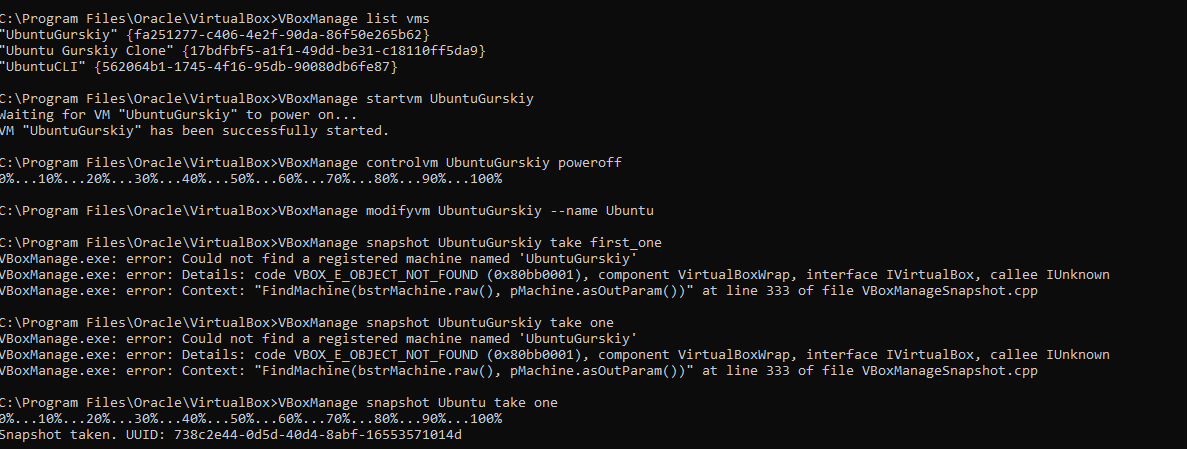 C:\Program Files\Oracle\VirtualBox>VBoxManage list vms
"UbuntuGurskiy" {fa251277-c406-4e2f-90da-86f50e265b62}
"Ubuntu Gurskiy Clone" {17bdfbf5-a1f1-49dd-be31-c18110ff5da9}
"UbuntuCLI" {562064b1-1745-4f16-95db-90080db6fe87}
C:\Program Files\Oracle\VirtualBox>VBoxManage startvm UbuntuGurskiy
Waiting for VM "UbuntuGurskiy" to power on...
VM "UbuntuGurskiy" has been successfully started.
C:\Program Files\Oracle\VirtualBox>VBoxManage controlvm UbuntuGurskiy poweroff
0%...10%...20%...30%...40%...50%...60%...70%...80%...90%...100%
C:\Program Files\Oracle\VirtualBox>VBoxManage modifyvm UbuntuGurskiy --name Ubuntu
C:\Program Files\Oracle\VirtualBox>VBoxManage snapshot UbuntuGurskiy take first_one
VBoxManage.exe: error: Could not find a registered machine named 'UbuntuGurskiy'
VBoxManage.exe: error: Details: code VBOX_E_OBJECT_NOT_FOUND (0x80bb0001), component VirtualBoxWrap, interface IVirtualBox, callee IUnknown
VBoxManage.exe: error: Context: "FindMachine(bstrMachine.raw(), pMachine.asOutParam())" at line 333 of file VBoxManageSnapshot.cpp
C:\Program Files\Oracle\VirtualBox>VBoxManage snapshot UbuntuGurskiy take one
VBoxManage.exe: error: Could not find a registered machine named 'UbuntuGurskiy'
VBoxManage.exe: error: Details: code VBOX_E_OBJECT_NOT_FOUND (0x80bb0001), component VirtualBoxWrap, interface IVirtualBox, callee IUnknown
VBoxManage.exe: error: Context: "FindMachine(bstrMachine.raw(), pMachine.asOutParam())" at line 333 of file VBoxManageSnapshot.cpp
C:\Program Files\Oracle\VirtualBox>VBoxManage snapshot Ubuntu take one
0%...10%...20%...30%...40%...50%...60%...70%...80%...90%...100%
Snapshot taken. UUID: 738c2e44-0d5d-40d4-8abf-16553571014d